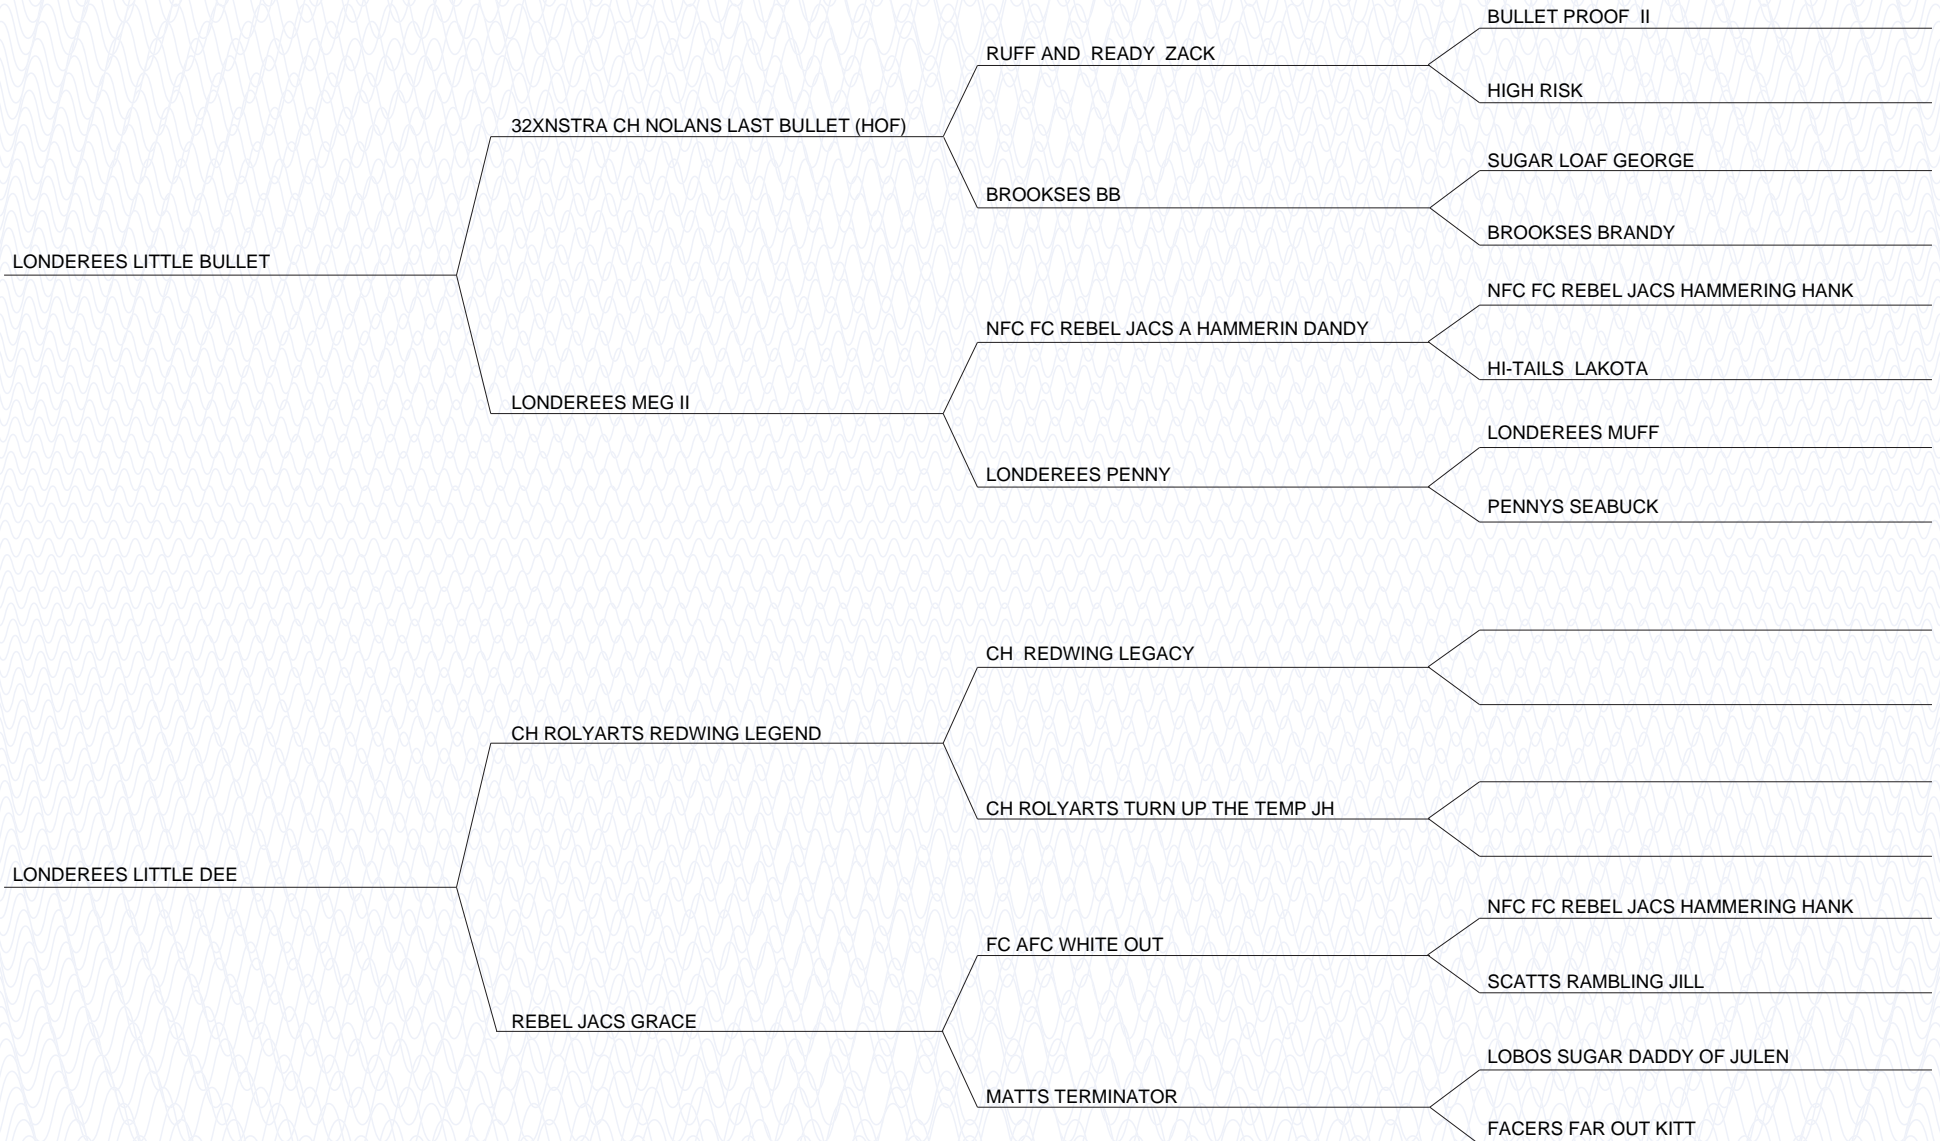 BULLET PROOF  II
RUFF AND  READY  ZACK
HIGH RISK
32XNSTRA CH NOLANS LAST BULLET (HOF)
SUGAR LOAF GEORGE
BROOKSES BB
BROOKSES BRANDY
LONDEREES LITTLE BULLET
NFC FC REBEL JACS HAMMERING HANK
NFC FC REBEL JACS A HAMMERIN DANDY
HI-TAILS  LAKOTA
LONDEREES MEG II
LONDEREES MUFF
LONDEREES PENNY
PENNYS SEABUCK
CH  REDWING LEGACY
CH ROLYARTS REDWING LEGEND
CH ROLYARTS TURN UP THE TEMP JH
LONDEREES LITTLE DEE
NFC FC REBEL JACS HAMMERING HANK
FC AFC WHITE OUT
SCATTS RAMBLING JILL
REBEL JACS GRACE
LOBOS SUGAR DADDY OF JULEN
MATTS TERMINATOR
FACERS FAR OUT KITT